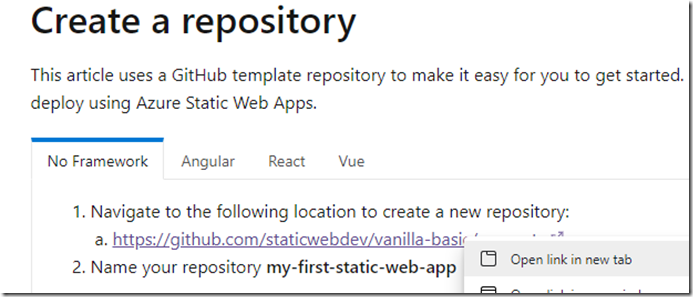 Create a repository
This article uses a GitHub template repository to make it easy for you to get started.
deploy using Azure Static Web Apps.
No Framework Angular React Vue
1. Navigate to the following location to create a new repository:
a. https://github.com/staticwebdev/vanilla-basic/
Open link in new tab
2. Name your repository my-first-static-web-app